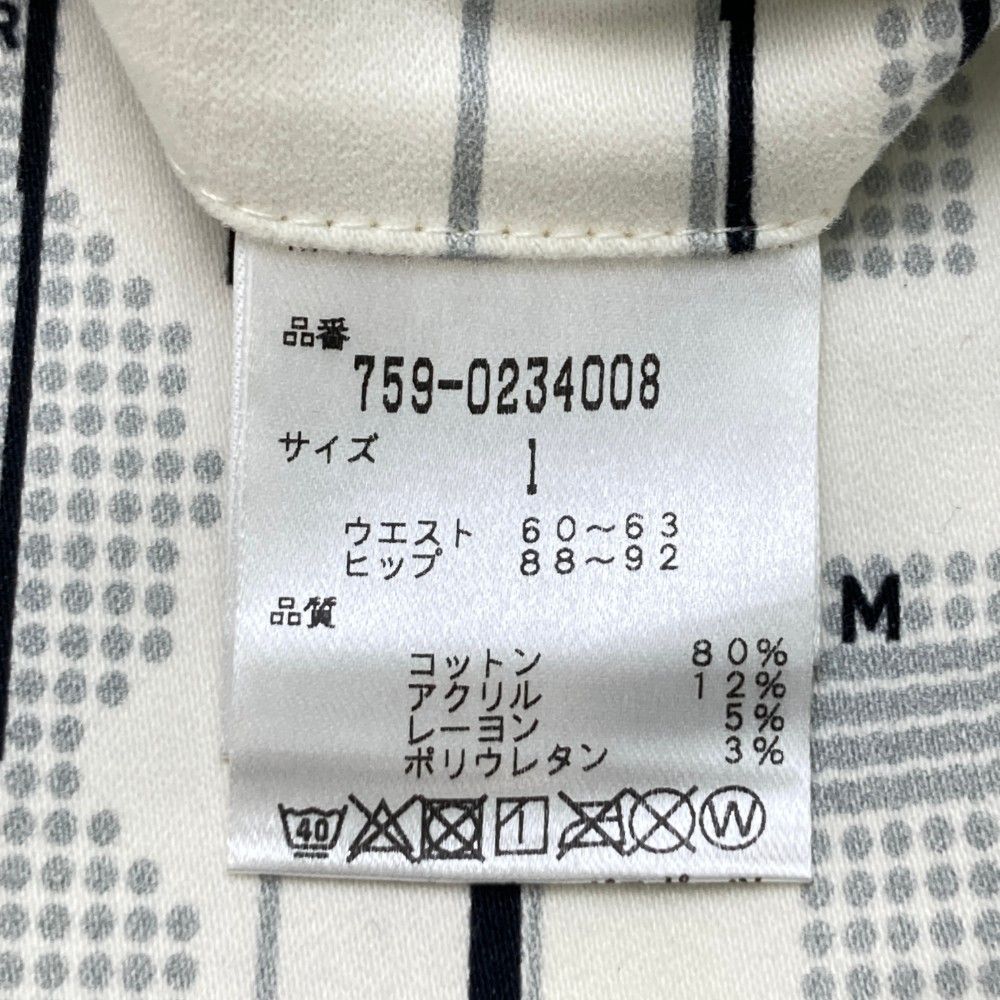 R
品番
759-0234008
サイズ
1
ウエスト 60～63
ヒップ 88～92
M
品質
コットン 80%
アクリル 12%
レーヨン 5%
ポリウレタン 3%
40
W